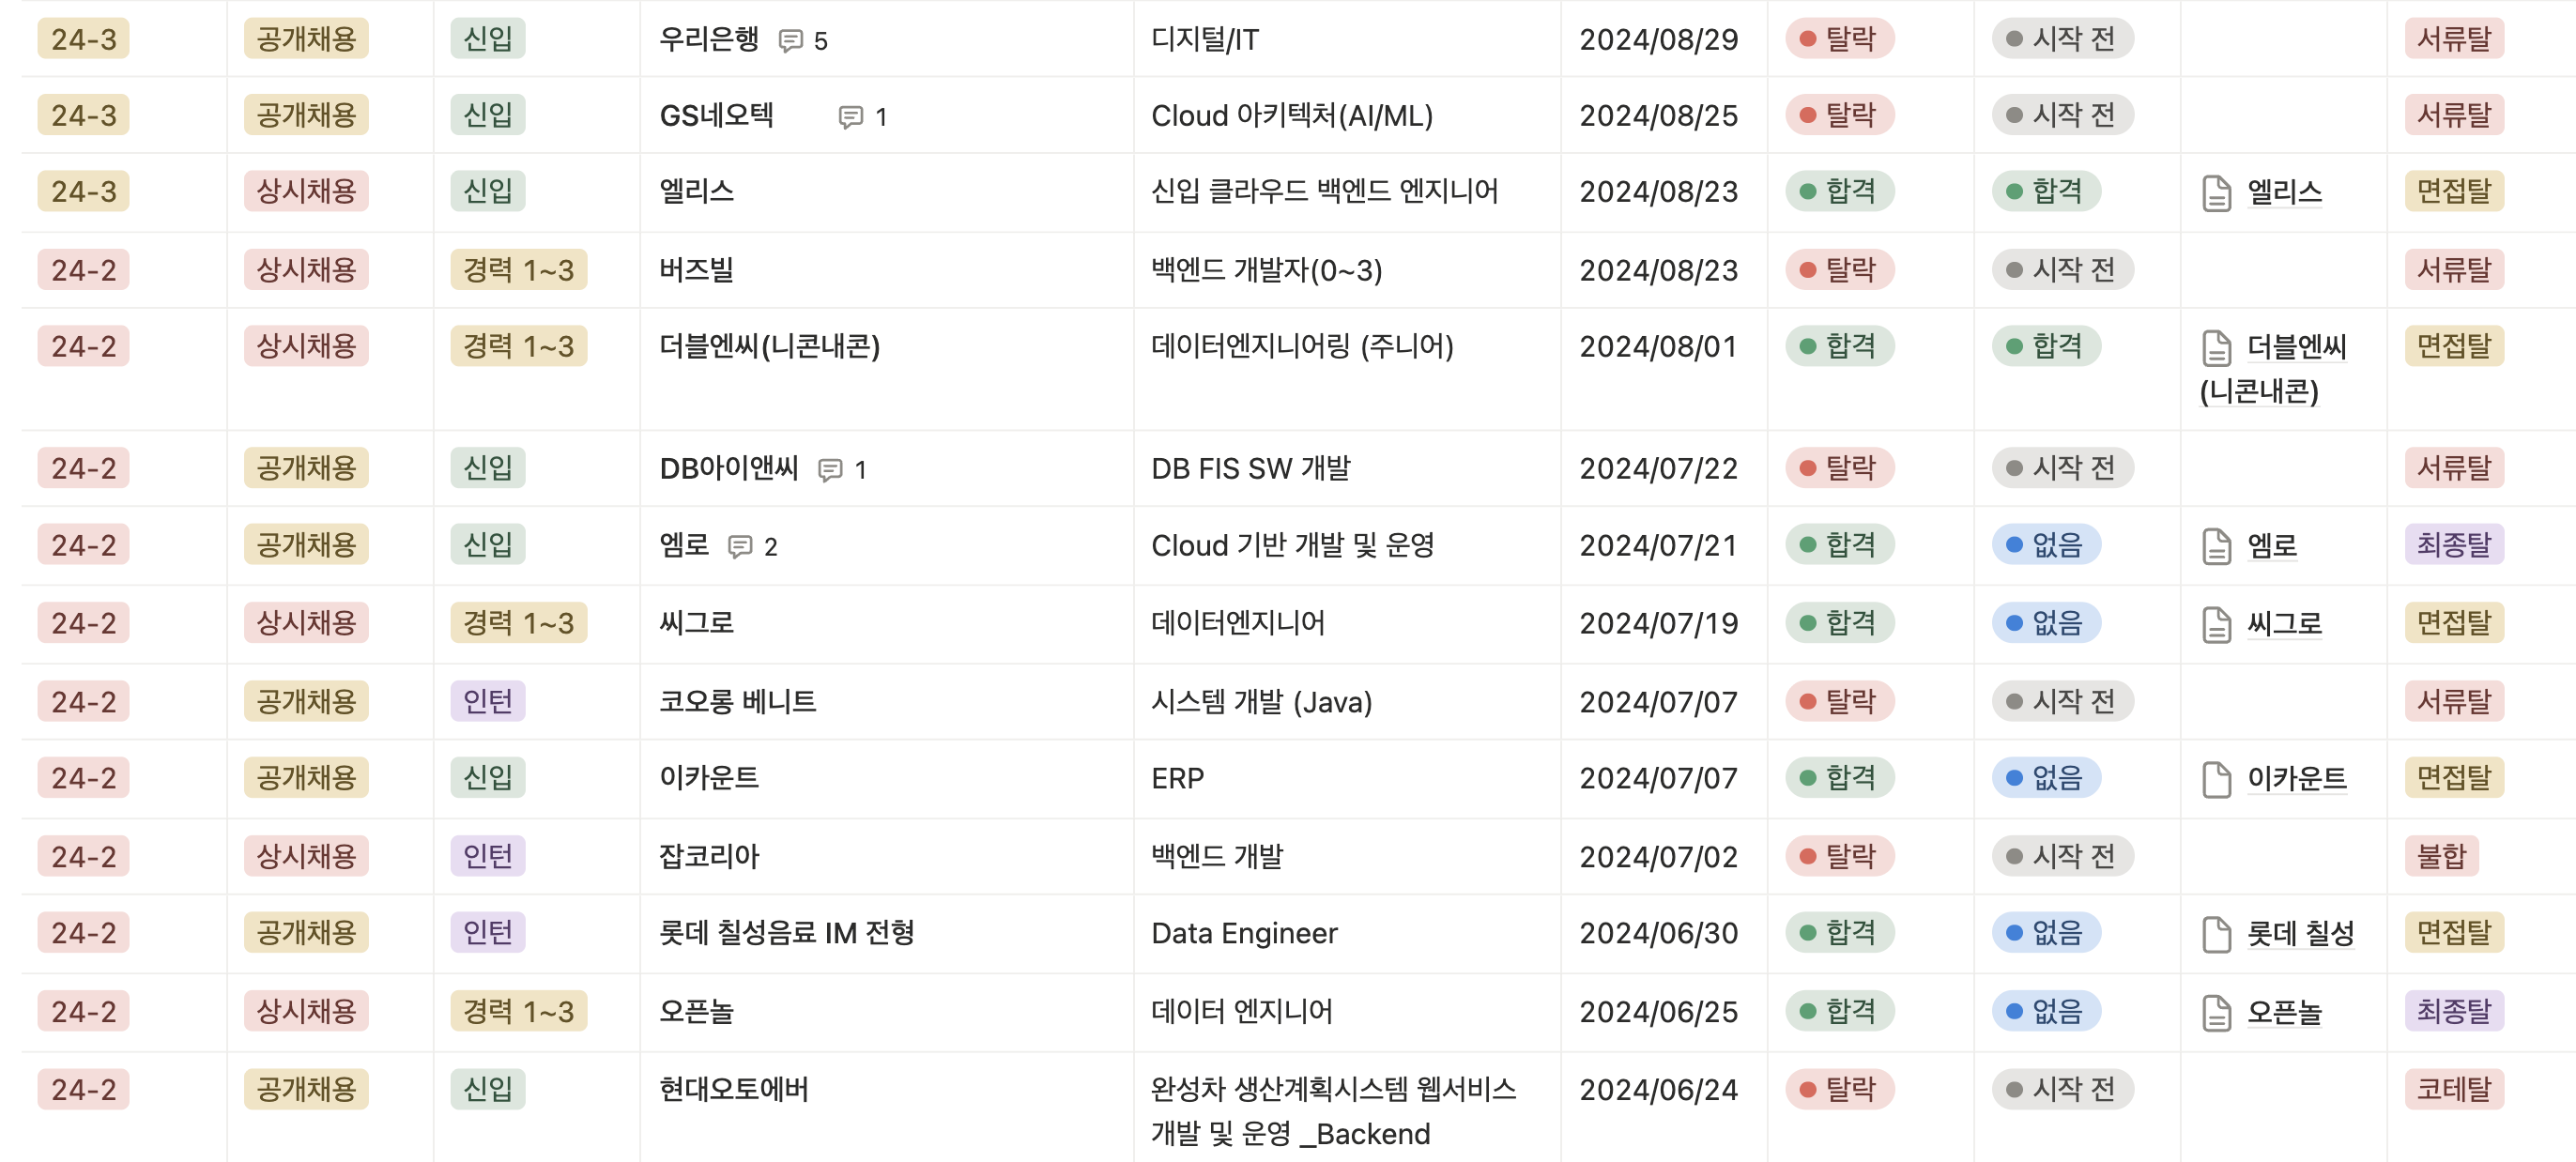 24-3 공개채용 신입 우리은행 5 디지털/IT 2024/08/29 탈락 시작 전 서류탈
24-3 공개채용 신입 GS네오텍 1 Cloud 아키텍처(AI/ML) 2024/08/25 탈락 시작 전 서류탈
24-3 상시채용 신입 엘리스 신입 클라우드 백엔드 엔지니어 2024/08/23 합격 합격 엘리스 면접탈
24-2 상시채용 경력 1~3 버즈빌 백엔드 개발자(0~3) 2024/08/23 탈락 시작 전 서류탈
24-2 상시채용 경력 1~3 더블엔씨(니콘내콘) 데이터엔지니어링 (주니어) 2024/08/01 합격 합격 더블엔씨 면접탈
(니콘내콘)
24-2 공개채용 신입 DB아이앤씨 1 DB FIS SW 개발 2024/07/22 탈락 시작 전 서류탈
24-2 공개채용 신입 엠로 2 Cloud 기반 개발 및 운영 2024/07/21 합격 없음 엠로 최종탈
24-2 상시채용 경력 1~3 씨그로 데이터엔지니어 2024/07/19 합격 없음 씨그로 면접탈
24-2 공개채용 인턴 코오롱 베니트 시스템 개발 (Java) 2024/07/07 탈락 시작 전 서류탈
24-2 공개채용 신입 이카운트 ERP 2024/07/07 합격 없음 이카운트 면접탈
24-2 상시채용 인턴 잡코리아 백엔드 개발 2024/07/02 탈락 시작 전 불합
24-2 공개채용 인턴 롯데 칠성음료 IM 전형 Data Engineer 2024/06/30 합격 없음 롯데 칠성 면접탈
24-2 상시채용 경력 1~3 오픈놀 데이터 엔지니어 2024/06/25 합격 없음 오픈놀 최종탈
24-2 공개채용 신입 현대오토에버 완성차 생산계획시스템 웹서비스 2024/06/24 탈락 시작 전 코테탈
개발 및 운영 _Backend